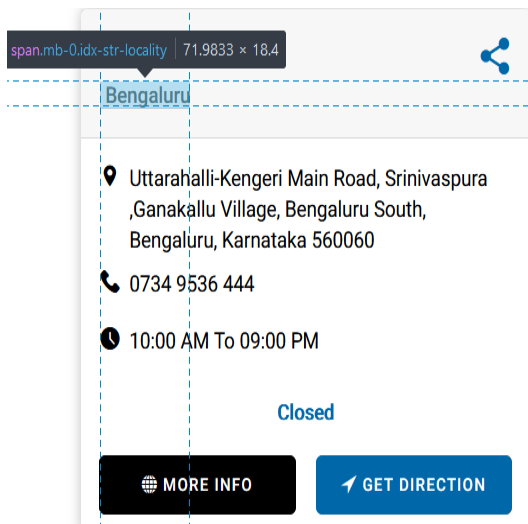 span.mb-0.idx-str-locality 71.9833 × 18.4
Bengaluru
Uttarahalli-Kengeri Main Road, Srinivaspura
,Ganakallu Village, Bengaluru South,
Bengaluru, Karnataka 560060
0734 9536 444
10:00 AM To 09:00 PM
Closed
MORE INFO
GET DIRECTION